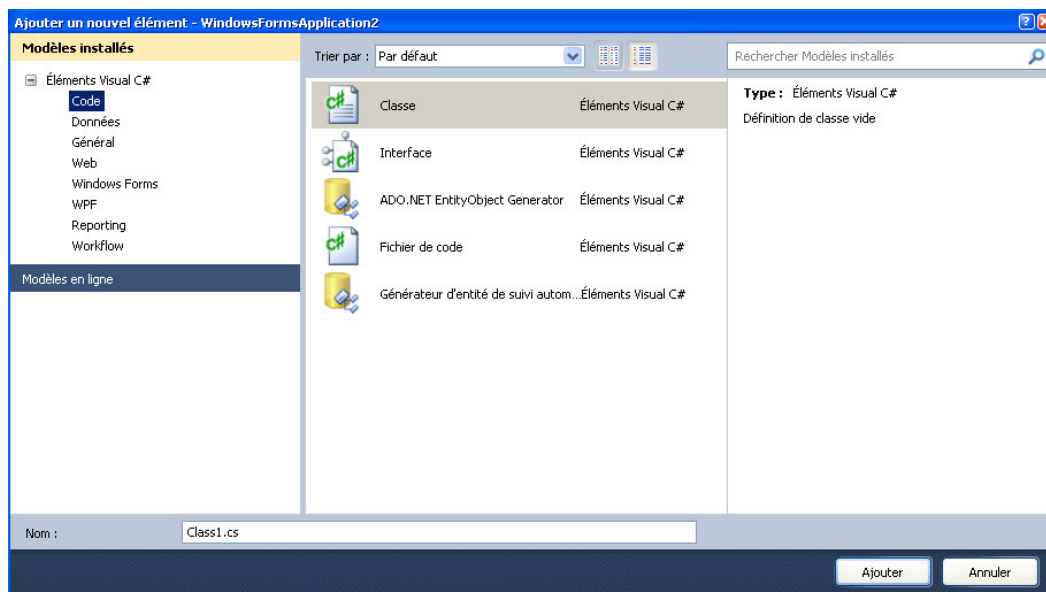 Ajouter un nouvel élément - WindowsFormsApplication2
Modèles installés
Éléments Visual C#
Code
Données
Général
Web
Windows Forms
WPF
Reporting
Workflow
Modèles en ligne
Trier par : Par défaut
Classe Éléments Visual C#
Interface Éléments Visual C#
ADO.NET EntityObject Generator Éléments Visual C#
Fichier de code Éléments Visual C#
Générateur d'entité de suivi autom...Éléments Visual C#
Rechercher Modèles installés
Type : Éléments Visual C#
Définition de classe vide
Nom : Class1.cs
Ajouter Annuler